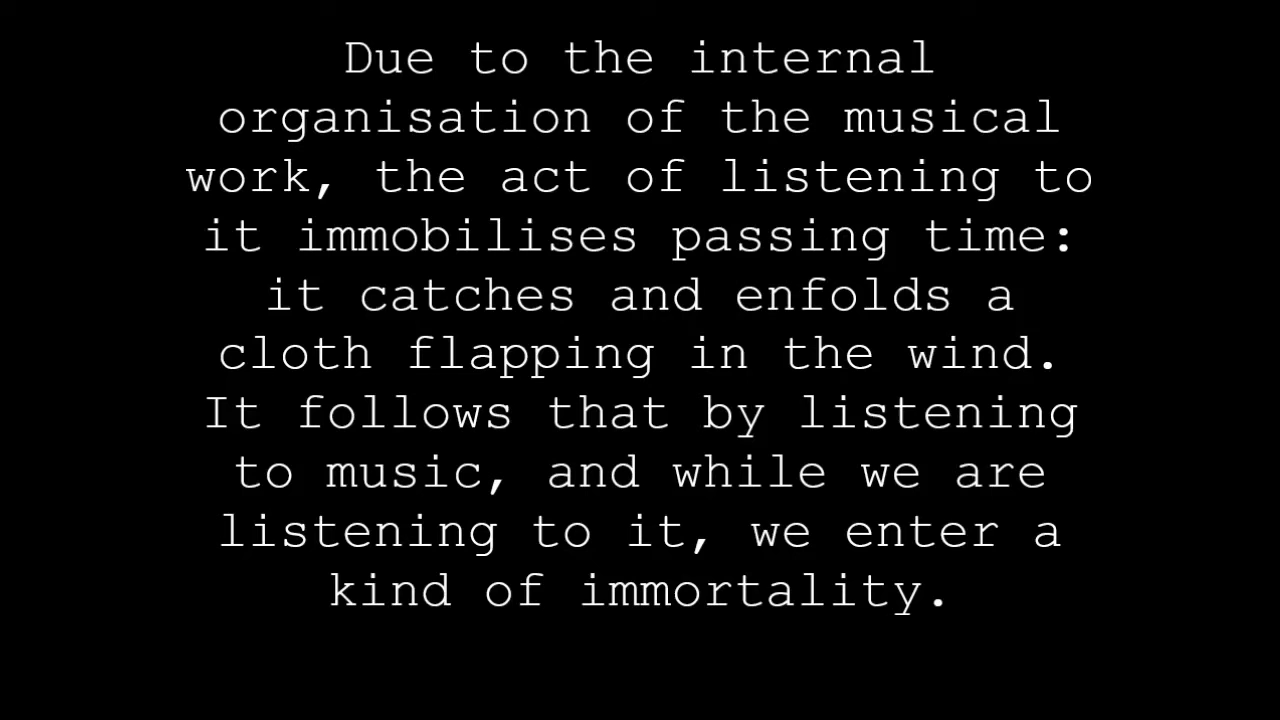 Due to the internal
organisation of the musical
work, the act of listening to
it immobilises passing time:
it catches and enfolds a
cloth flapping in the wind.
It follows that by listening
to music, and while we are
listening to it, we enter a
kind of immortality.